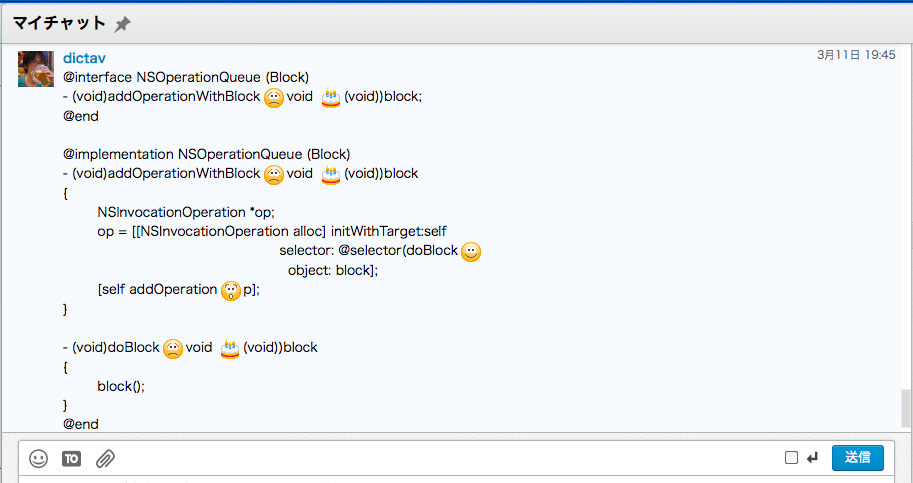 マイチャット
dictav
3月11日 19:45
@interface NSOperationQueue (Block)
- (void)addOperationWithBlock void (void))block;
@end
@implementation NSOperationQueue (Block)
- (void)addOperationWithBlock void (void))block
{
NSInvocationOperation *op;
op = [[NSInvocationOperation alloc] initWithTarget:self
selector: @selector(doBlock
object: block];
[self addOperation p];
}
- (void)doBlock void (void))block
{
block();
}
@end
TO
送信